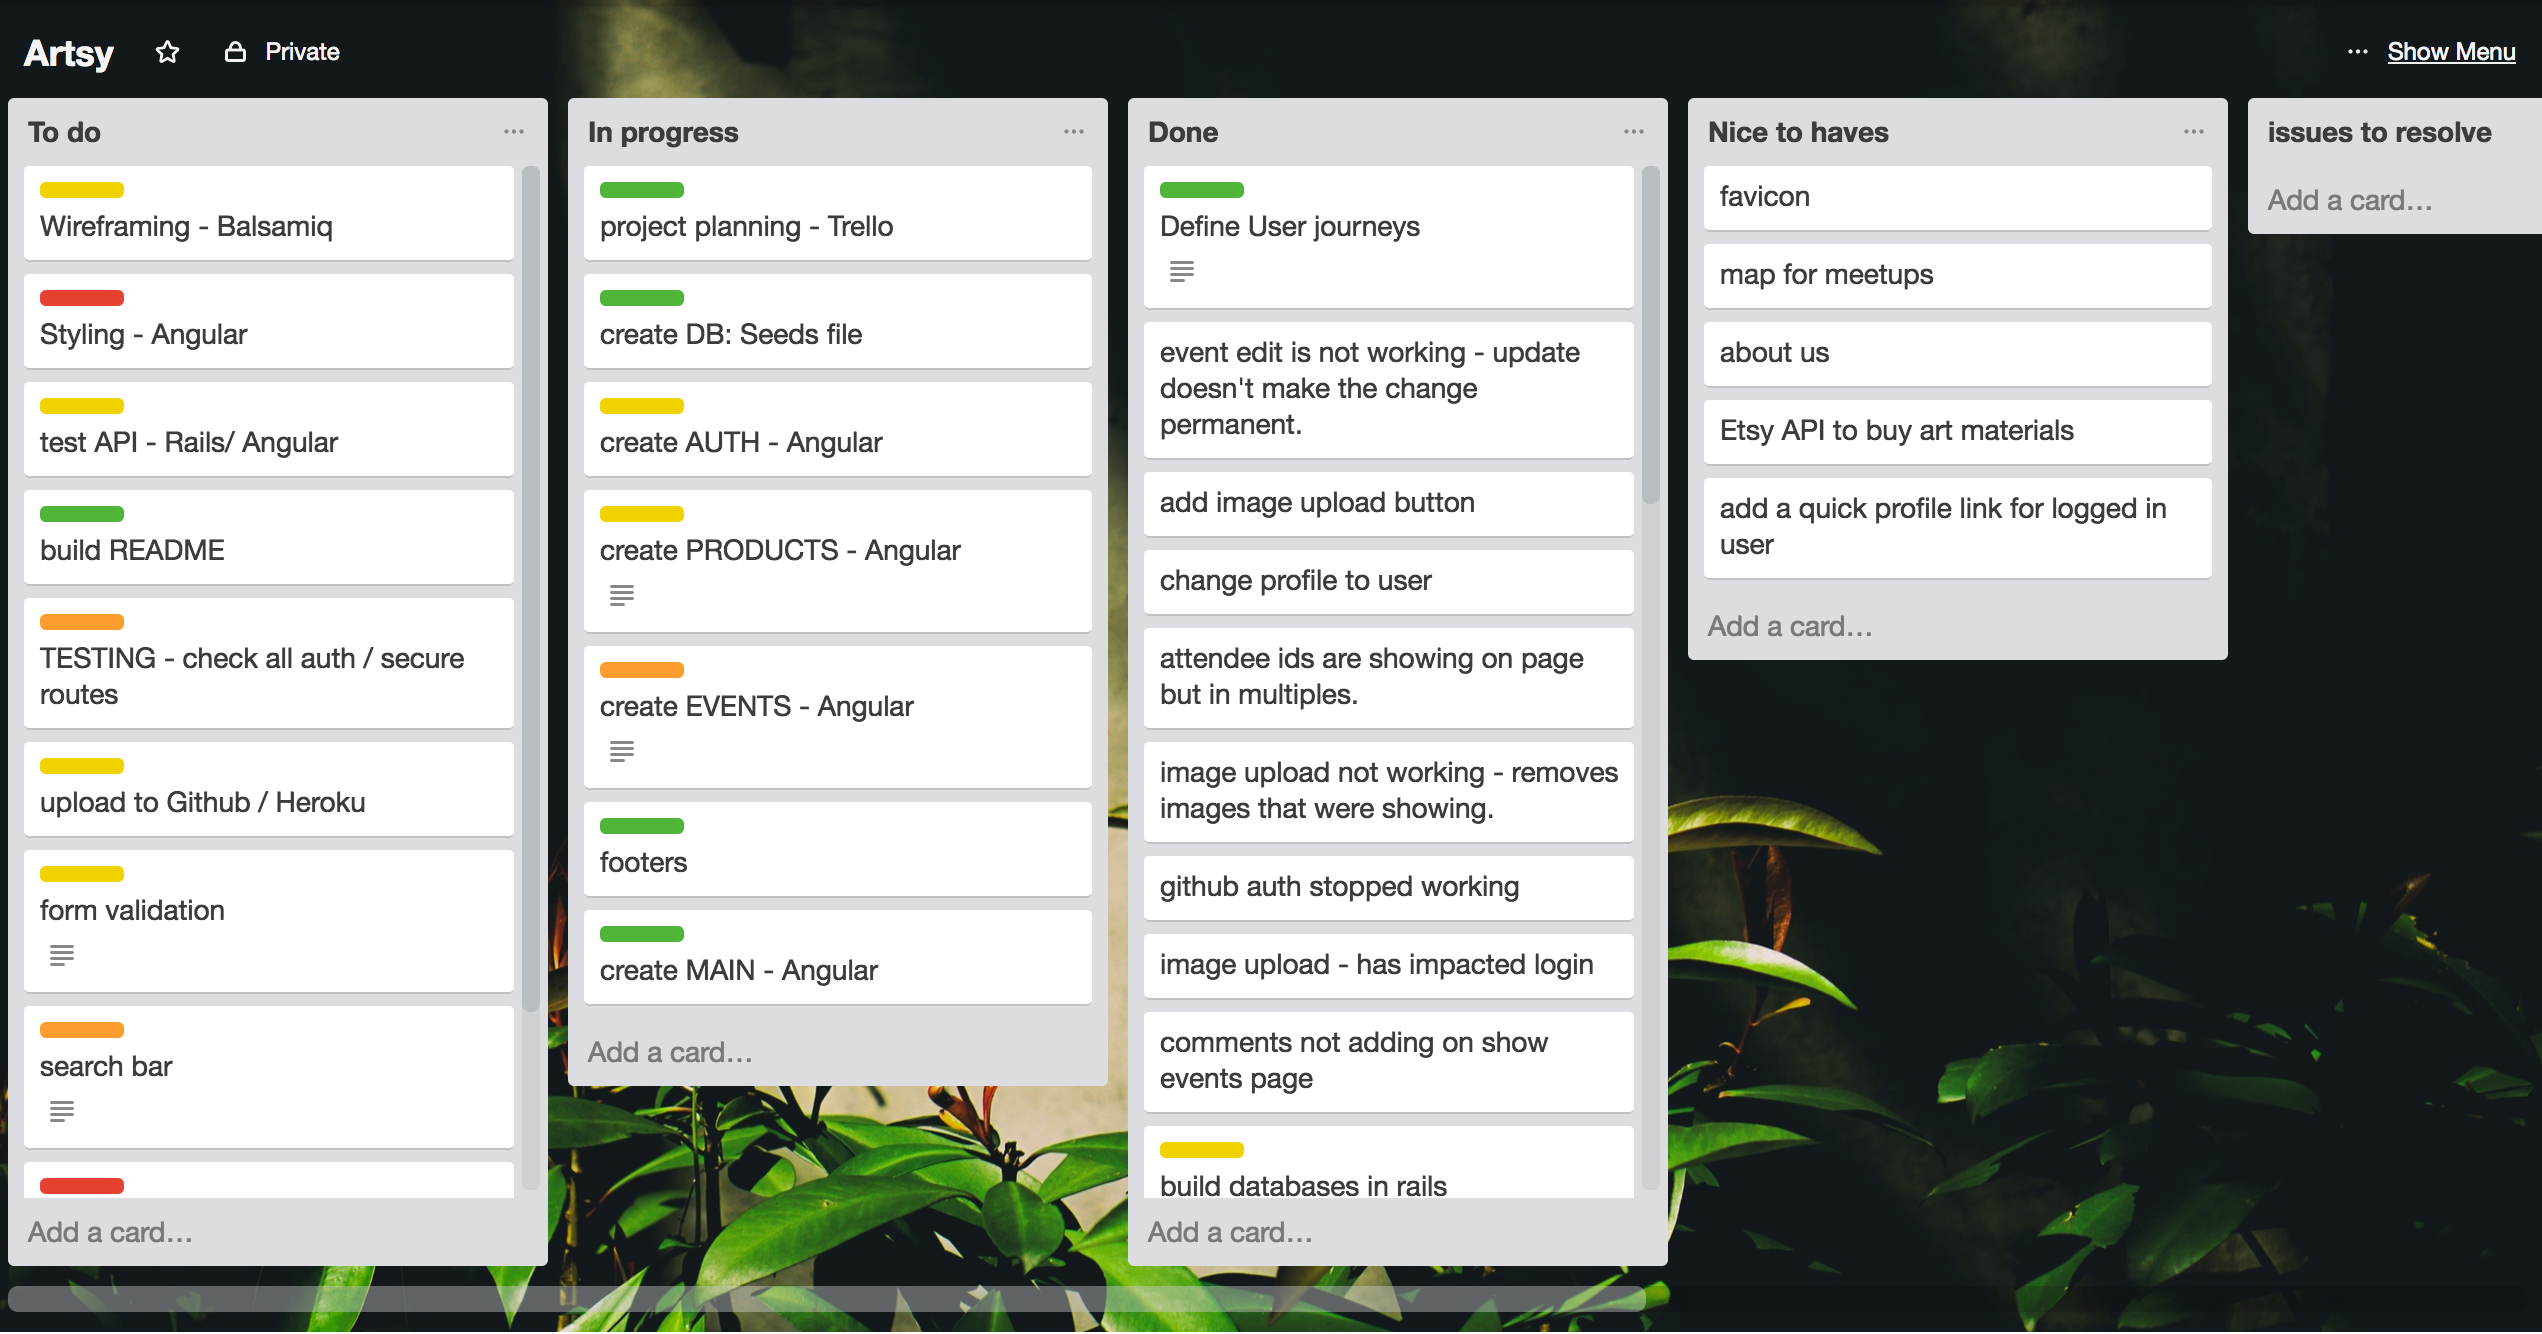 Artsy
Private
··· Show Menu
To do
Wireframing - Balsamiq
Styling - Angular
test API - Rails/ Angular
build README
TESTING - check all auth / secure
routes
upload to Github / Heroku
form validation
search bar
Add a card…
In progress
project planning - Trello
create DB: Seeds file
create AUTH - Angular
create PRODUCTS - Angular
create EVENTS - Angular
footers
create MAIN - Angular
Add a card…
Done
Define User journeys
event edit is not working - update
doesn't make the change
permanent.
add image upload button
change profile to user
attendee ids are showing on page
but in multiples.
image upload not working - removes
images that were showing.
github auth stopped working
image upload - has impacted login
comments not adding on show
events page
build databases in rails
Add a card…
Nice to haves
favicon
map for meetups
about us
Etsy API to buy art materials
add a quick profile link for logged in
user
Add a card…
issues to resolve
Add a card…